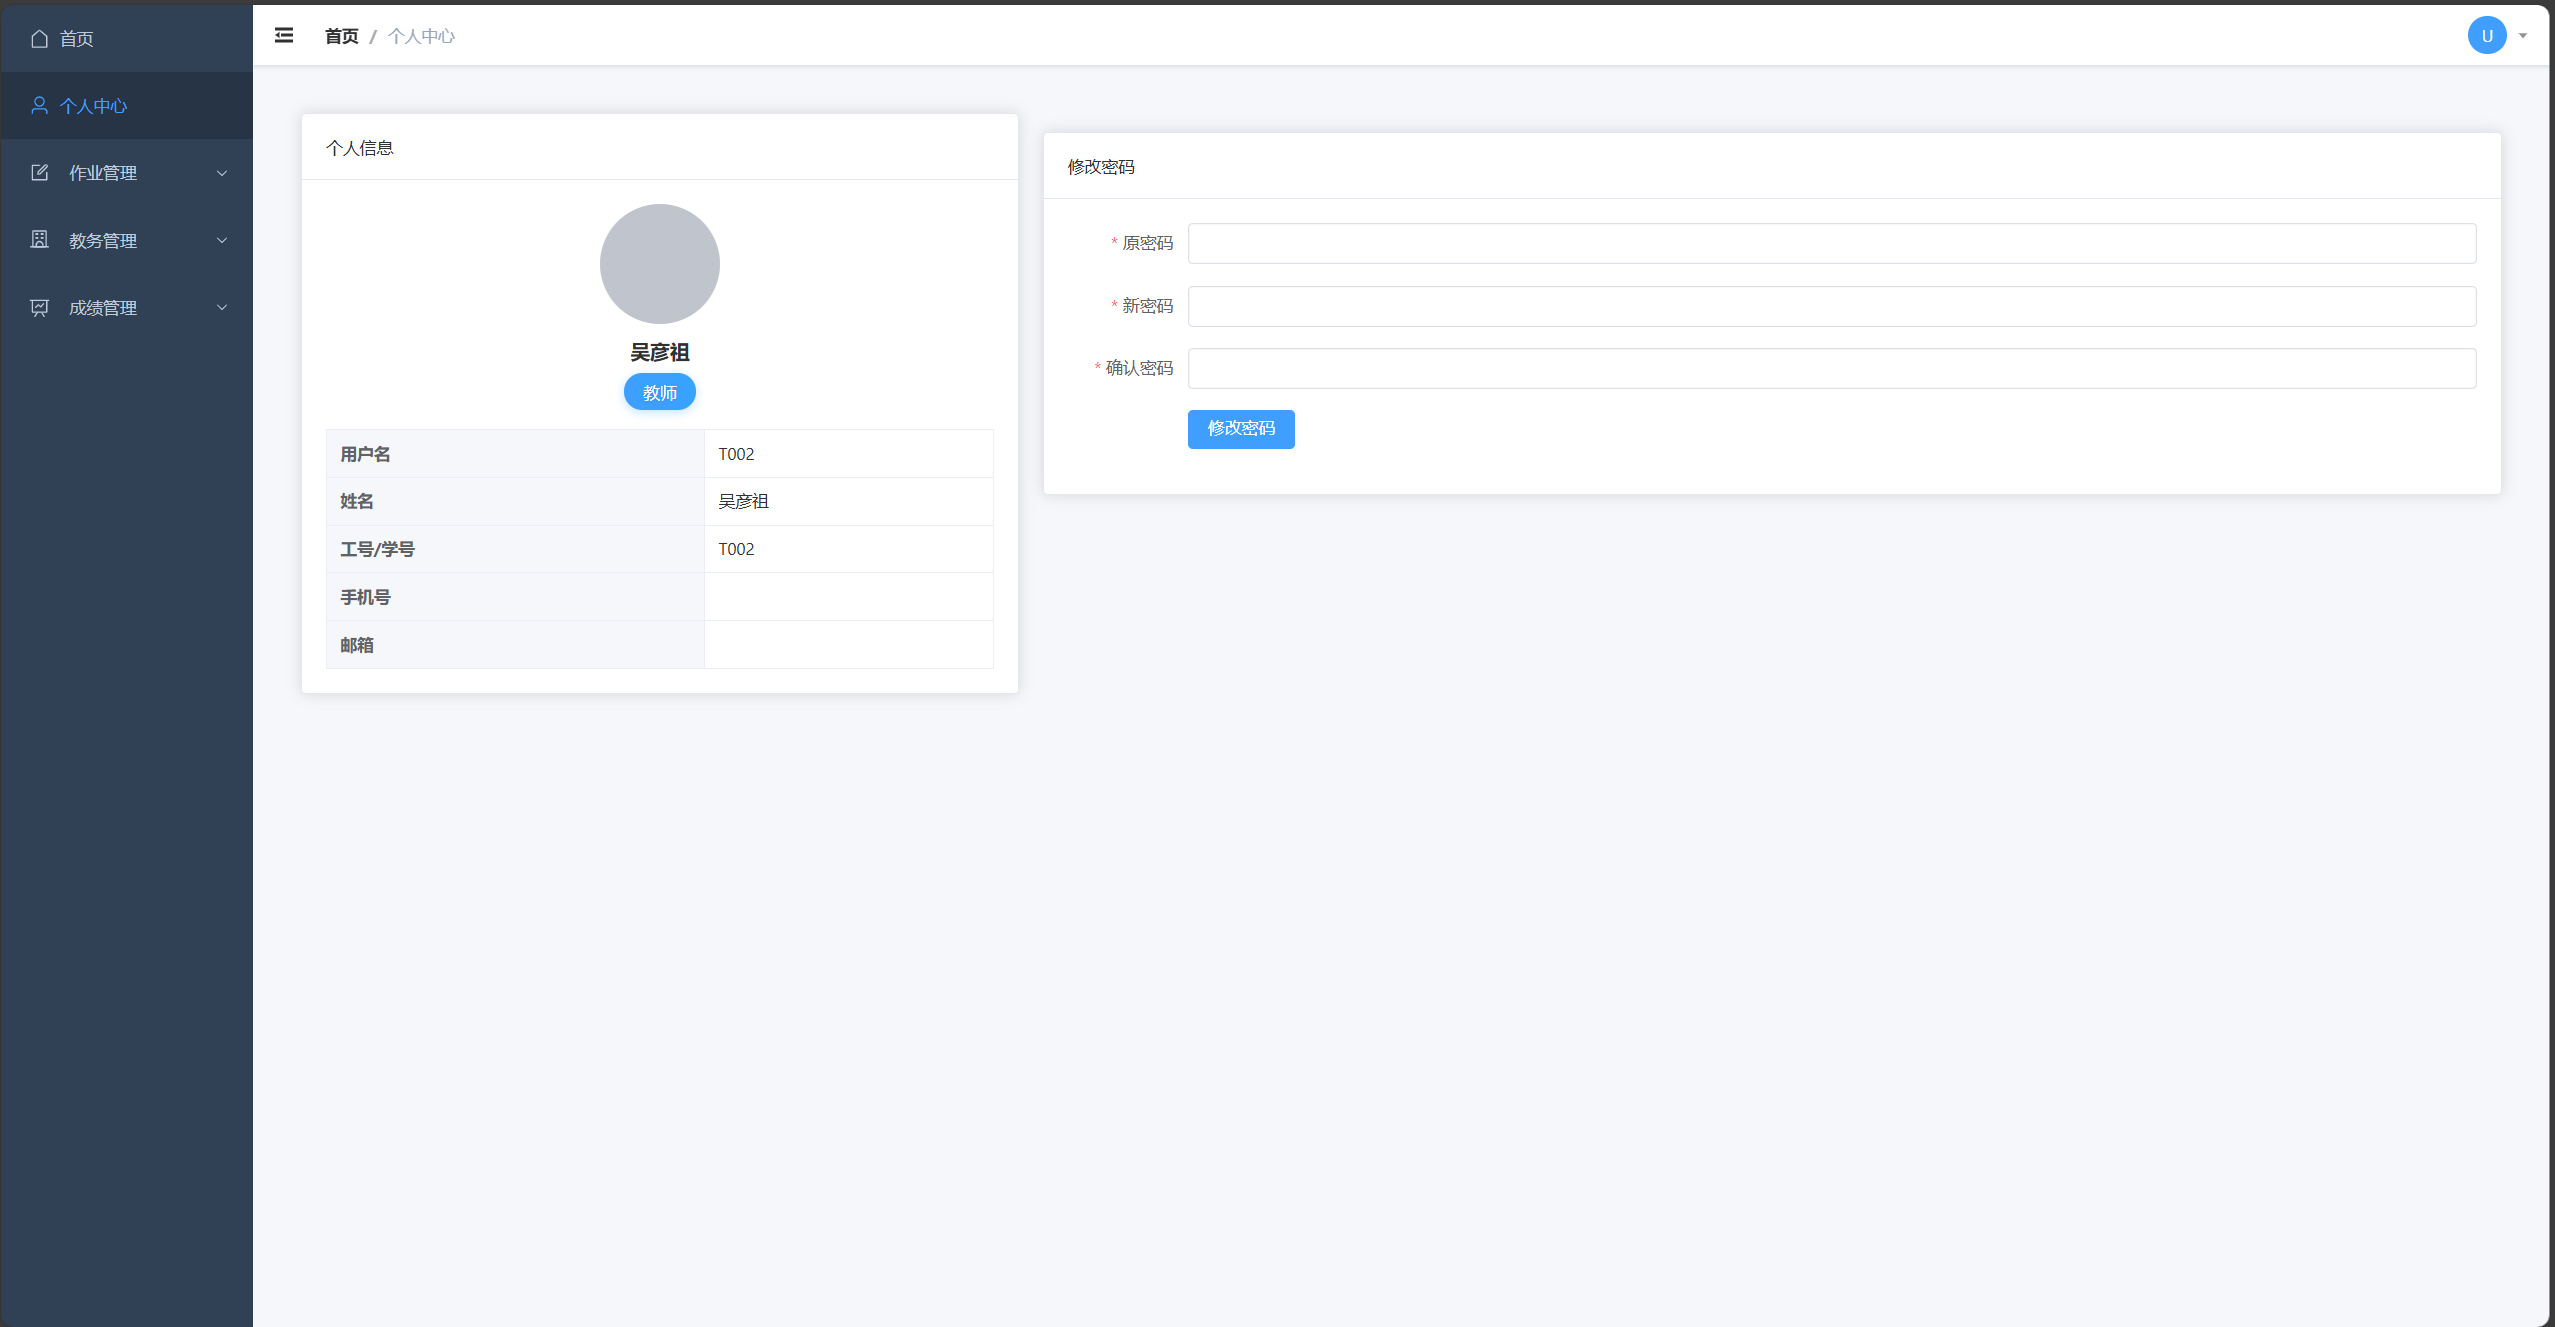 首页
个人中心
作业管理
教务管理
成绩管理
首页 / 个人中心
U
个人信息
吴彦祖
教师
用户名 T002
姓名 吴彦祖
工号/学号 T002
手机号
邮箱
修改密码
* 原密码
* 新密码
* 确认密码
修改密码